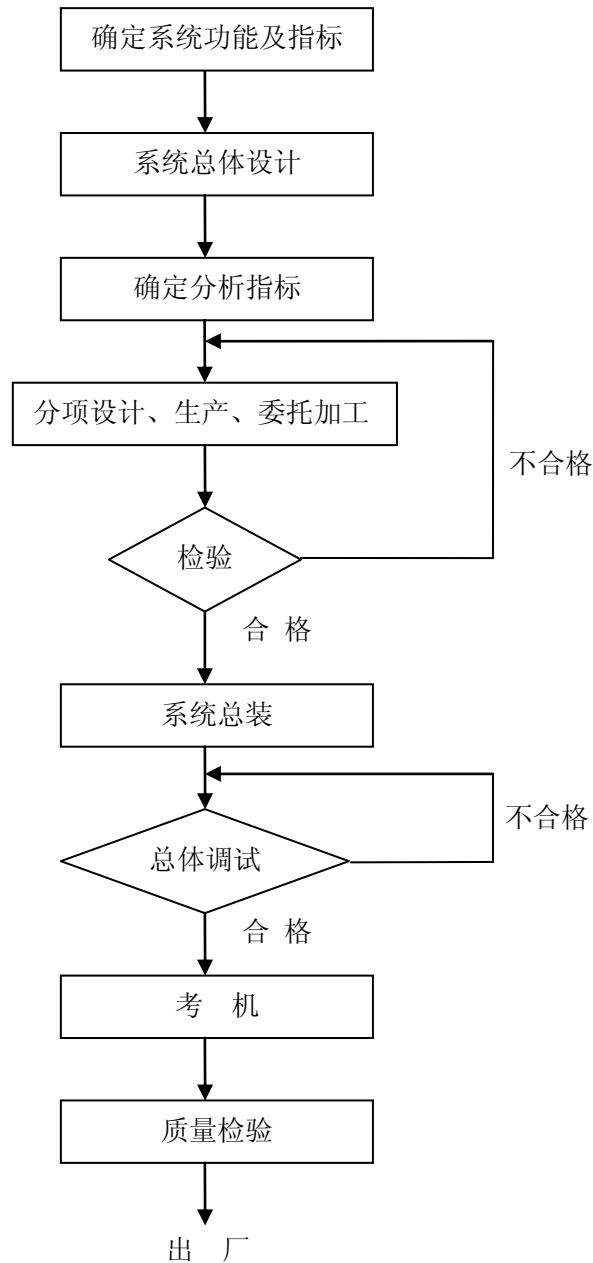 确定系统功能及指标
系统总体设计
确定分析指标
分项设计、生产、委托加工
不合格
检验
合 格
系统总装
不合格
总体调试
合 格
考 机
质量检验
出 厂